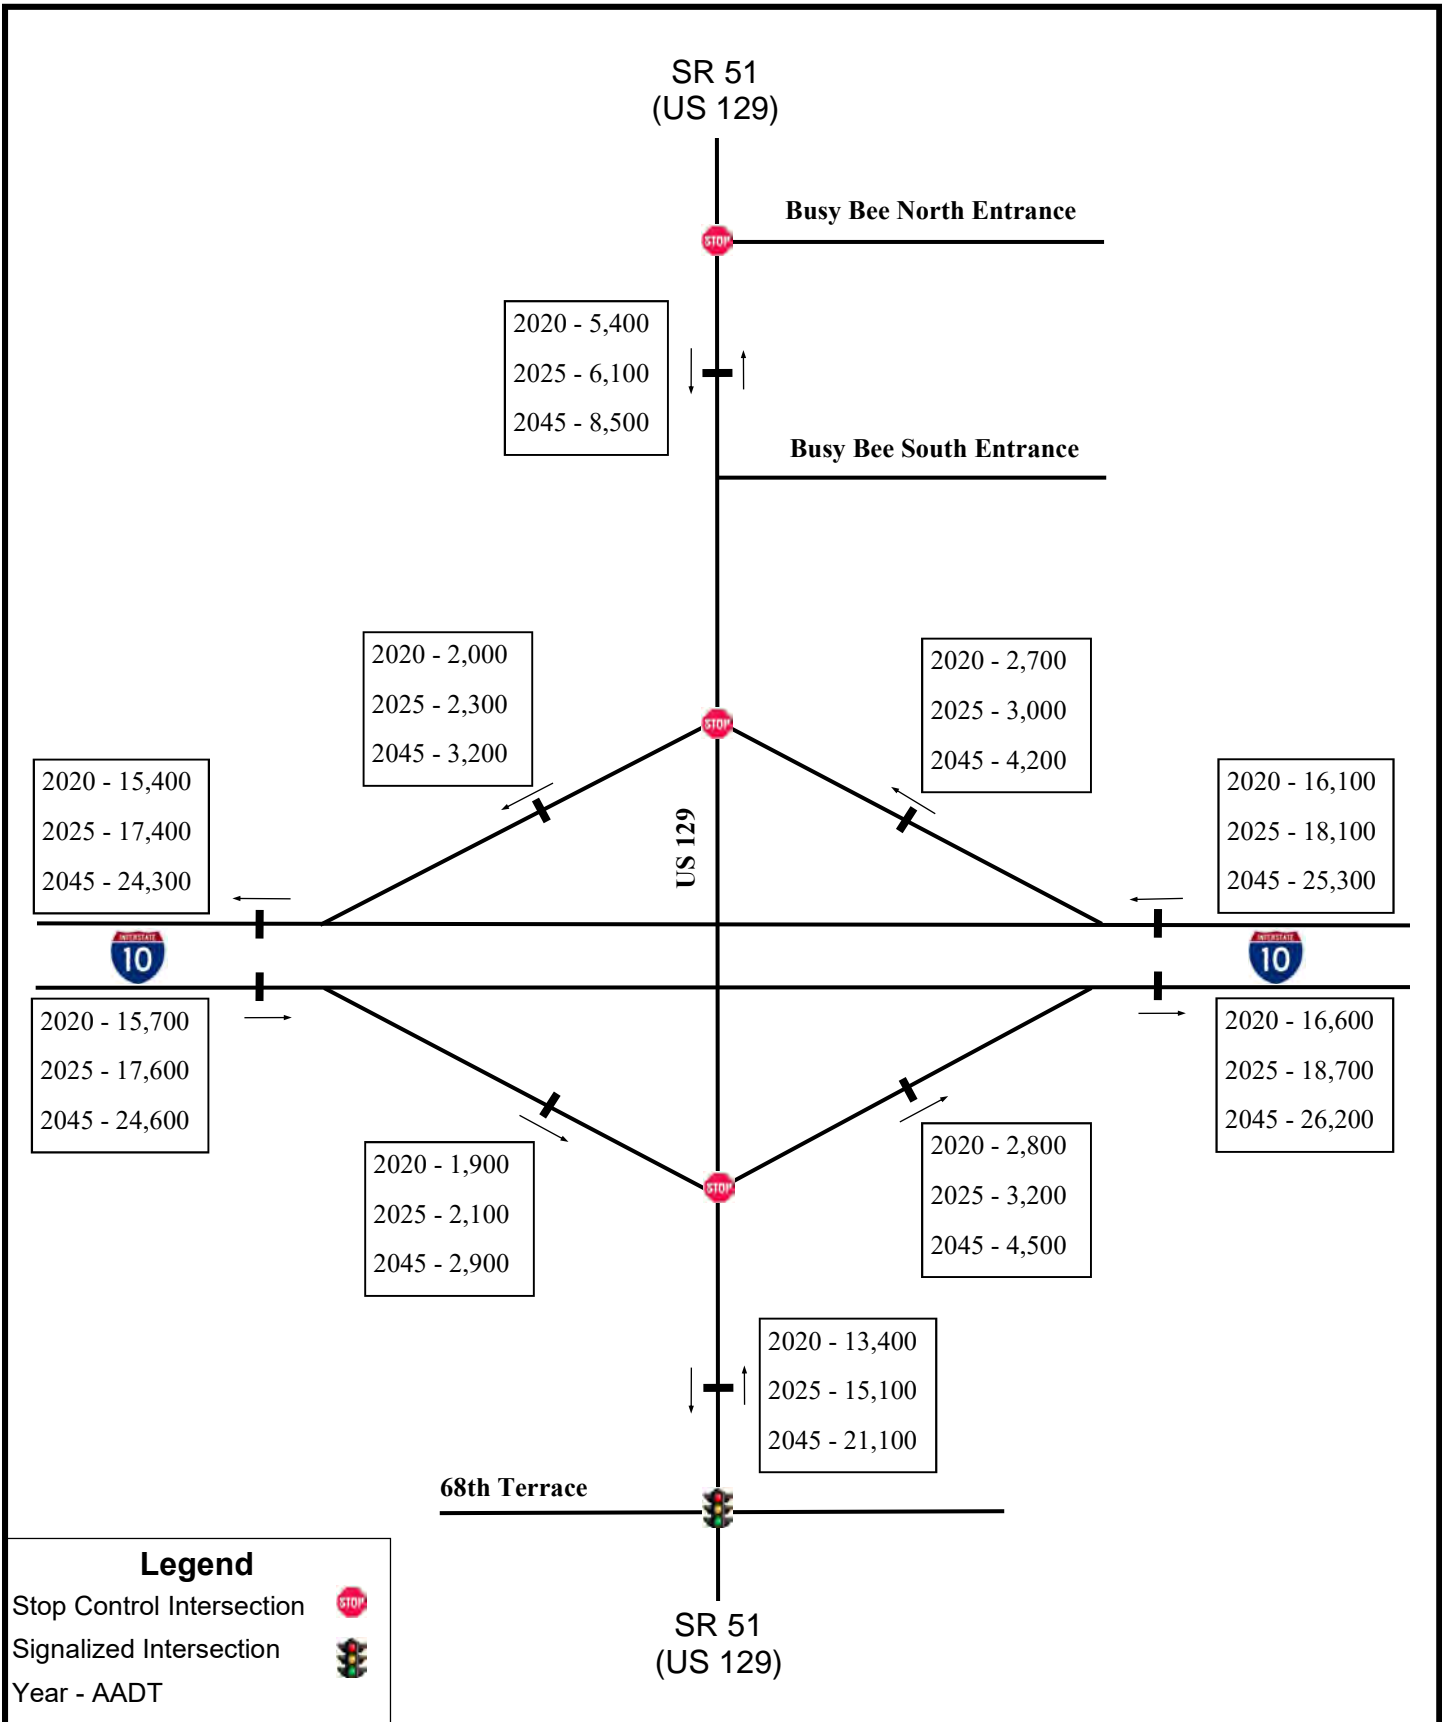 SR 51
(US 129)
Busy Bee North Entrance
STOP
2020 - 5,400
2025 - 6,100
2045 - 8,500
Busy Bee South Entrance
2020 - 2,000
2025 - 2,300
2045 - 3,200
2020 - 2,700
2025 - 3,000
2045 - 4,200
STOP
2020 - 15,400
2025 - 17,400
2045 - 24,300
US 129
2020 - 16,100
2025 - 18,100
2045 - 25,300
INTERSTATE
10
INTERSTATE
10
2020 - 15,700
2025 - 17,600
2045 - 24,600
2020 - 16,600
2025 - 18,700
2045 - 26,200
2020 - 1,900
2025 - 2,100
2045 - 2,900
STOP
2020 - 2,800
2025 - 3,200
2045 - 4,500
2020 - 13,400
2025 - 15,100
2045 - 21,100
68th Terrace
Legend
Stop Control Intersection
STOP
Signalized Intersection
Year - AADT
SR 51
(US 129)